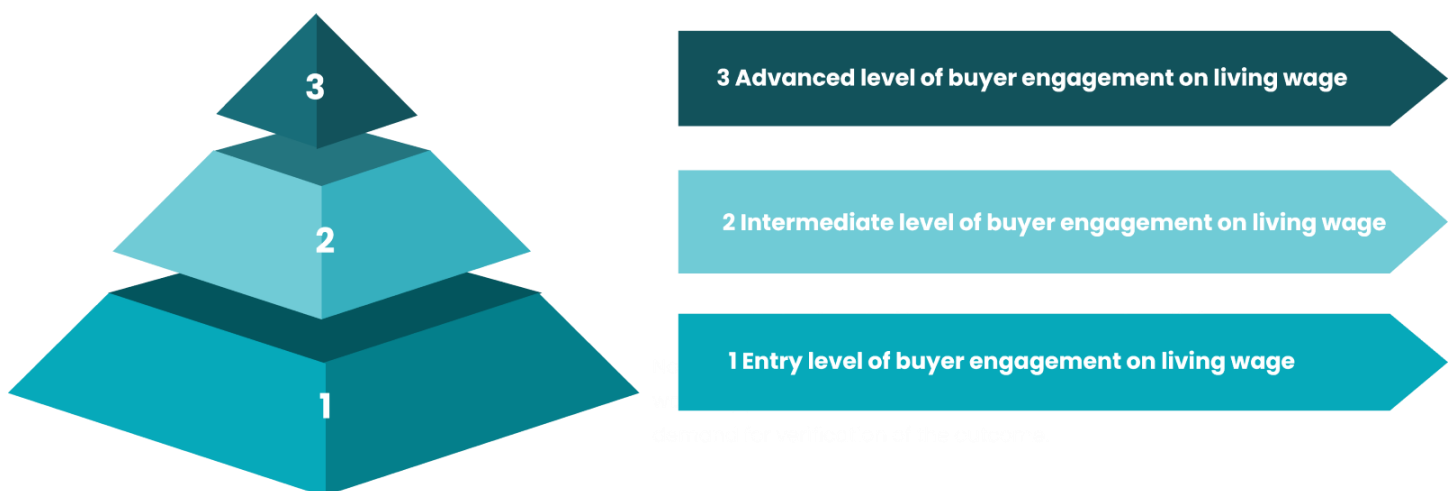 3
3 Advanced level of buyer engagement on living wage
2
2 Intermediate level of buyer engagement on living wage
1
1 Entry level of buyer engagement on living wage